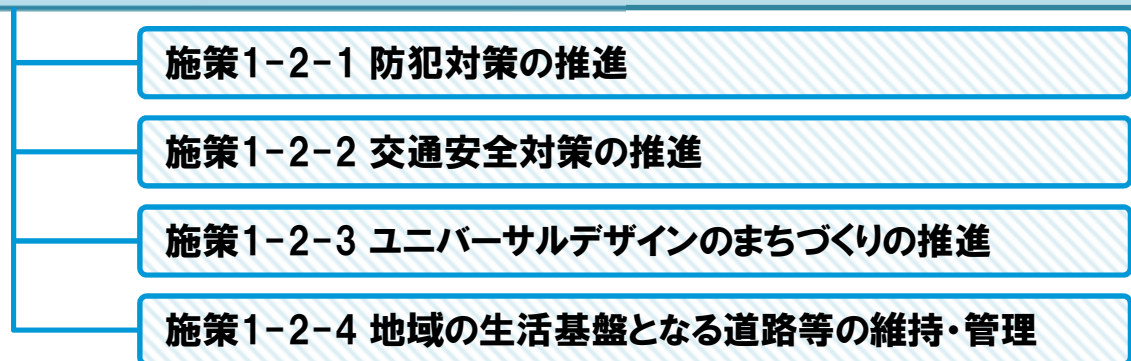 施策1-2-1 防犯対策の推進
施策1-2-2 交通安全対策の推進
施策1-2-3 ユニバーサルデザインのまちづくりの推進
施策1-2-4 地域の生活基盤となる道路等の維持・管理